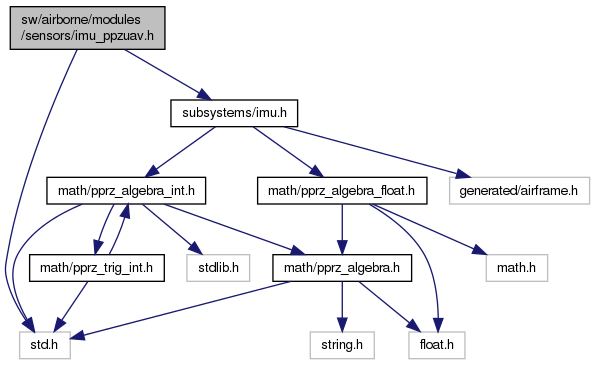 sw/airborne/modules
/sensors/imu_ppzuav.h
subsystems/imu.h
math/pprz_algebra_int.h
math/pprz_algebra_float.h
generated/airframe.h
math/pprz_trig_int.h
stdlib.h
math/pprz_algebra.h
math.h
std.h
string.h
float.h